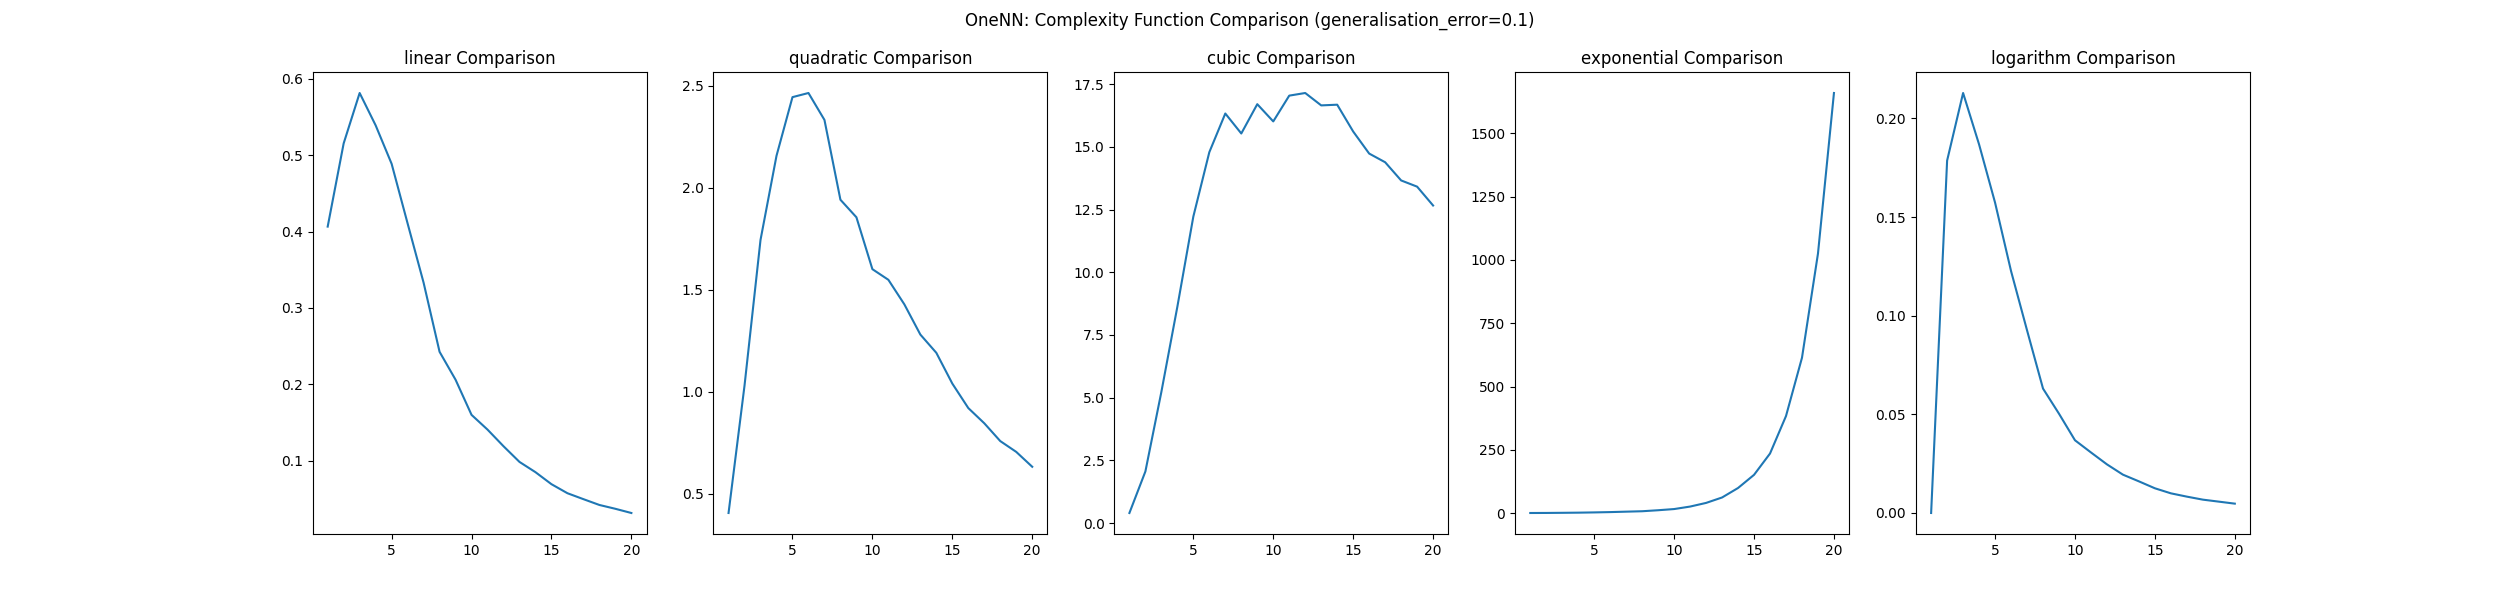 OneNN: Complexity Function Comparison (generalisation_error=0.1)
linear Comparison
0.6
0.5
0.4
0.3
0.2
0.1
5 10 15 20
quadratic Comparison
2.5
2.0
1.5
1.0
0.5
5 10 15 20
cubic Comparison
17.5
15.0
12.5
10.0
7.5
5.0
2.5
0.0
5 10 15 20
exponential Comparison
1500
1250
1000
750
500
250
0
5 10 15 20
logarithm Comparison
0.20
0.15
0.10
0.05
0.00
5 10 15 20